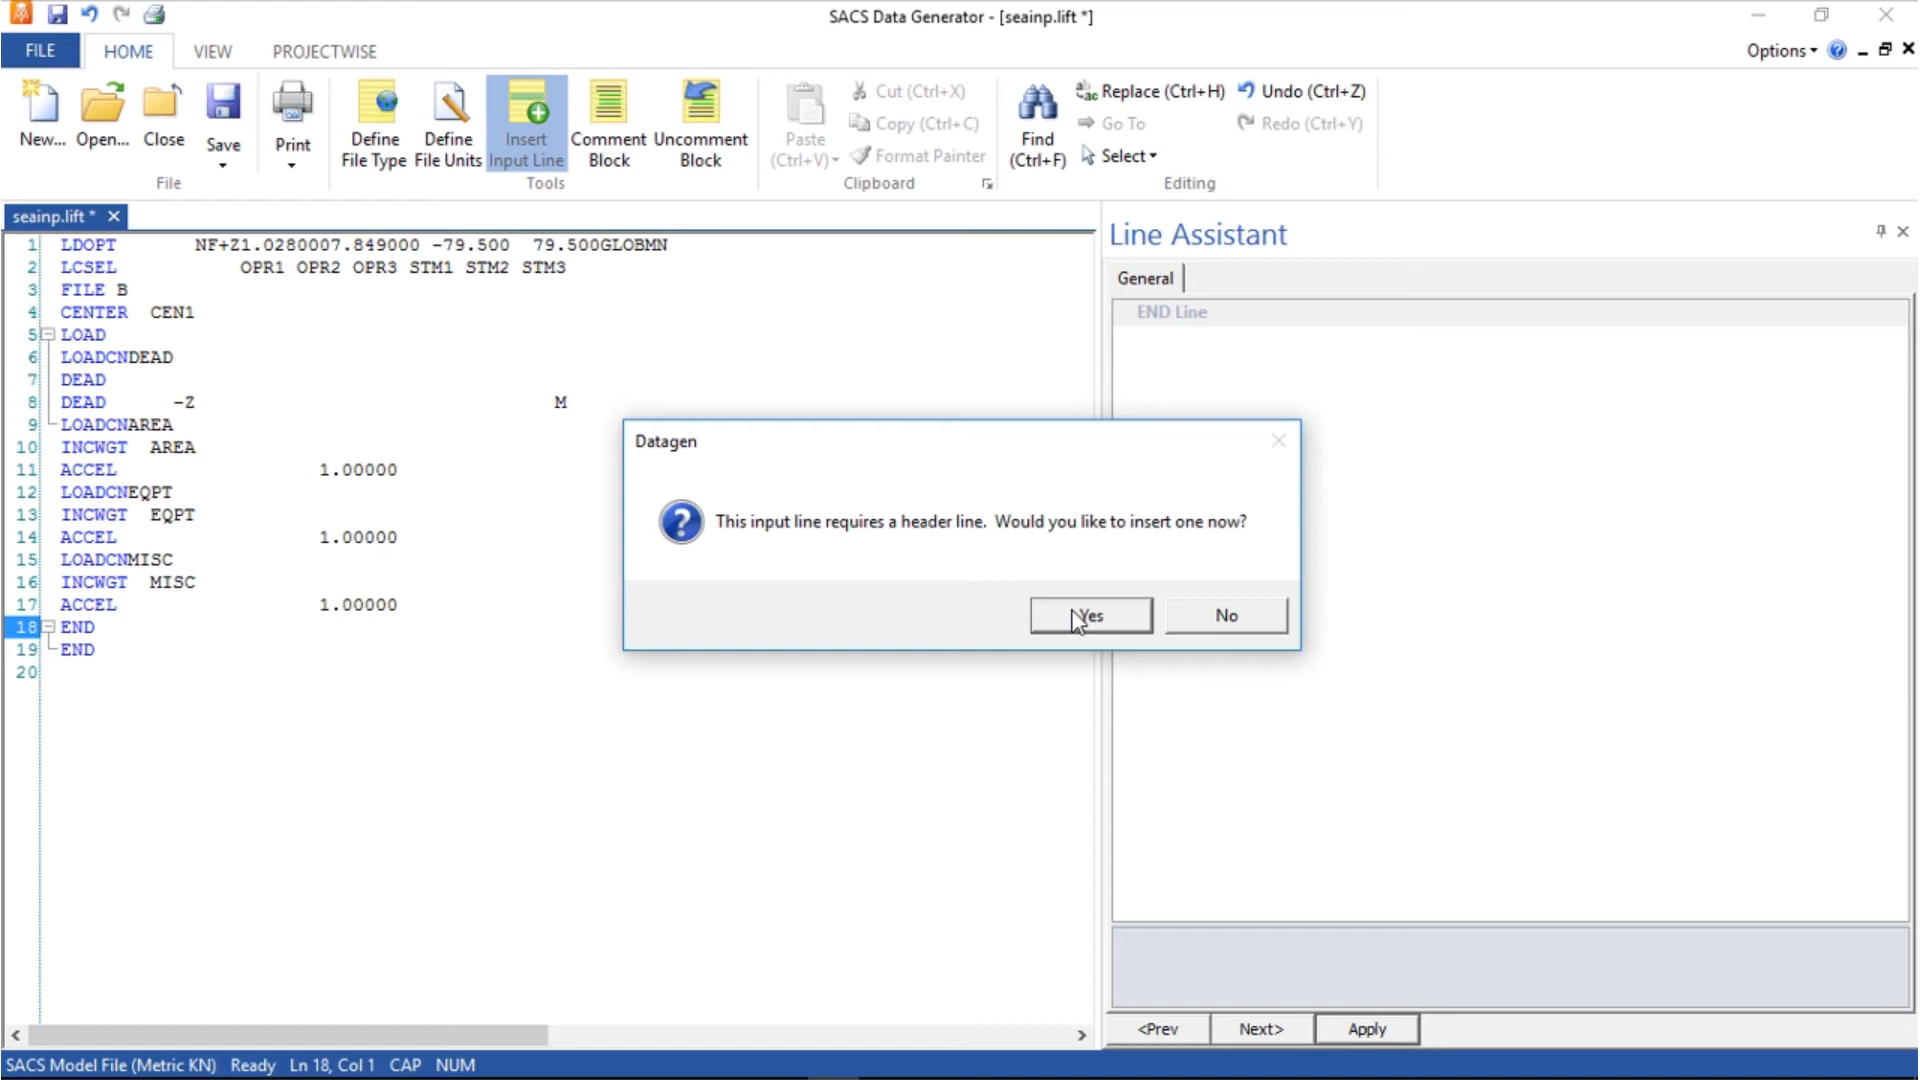 SACS Data Generator - [seainp.lift *]
FILE
HOME
VIEW
PROJECTWISE
Options
New...
Open...
Close
Save
Print
Define
File Type
Define
File Units
Insert
Input Line
Comment
Block
Uncomment
Block
Paste
(Ctrl+V)
Cut (Ctrl+X)
Copy (Ctrl+C)
Format Painter
Find
(Ctrl+F)
Replace (Ctrl+H)
Go To
Select
Undo (Ctrl+Z)
Redo (Ctrl+Y)
File
Tools
Clipboard
Editing
seainp.lift *
1 LDOPT       NF+Z1.0280007.849000 -79.500  79.500GLOBMN
2 LCSEL           OPR1 OPR2 OPR3 STM1 STM2 STM3
3 FILE B
4 CENTER  CEN1
5 LOAD
6 LOADCNDEAD
7 DEAD
8 DEAD      -Z                                M
9 LOADCNAREA
10 INCWGT  AREA
11 ACCEL                  1.00000
12 LOADCNEQPT
13 INCWGT  EQPT
14 ACCEL                  1.00000
15 LOADCNMISC
16 INCWGT  MISC
17 ACCEL                  1.00000
18 END
19 END
20
Line Assistant
General
END Line
Datagen
This input line requires a header line.  Would you like to insert one now?
Yes
No
<Prev
Next>
Apply
SACS Model File (Metric KN)  Ready  Ln 18, Col 1  CAP  NUM